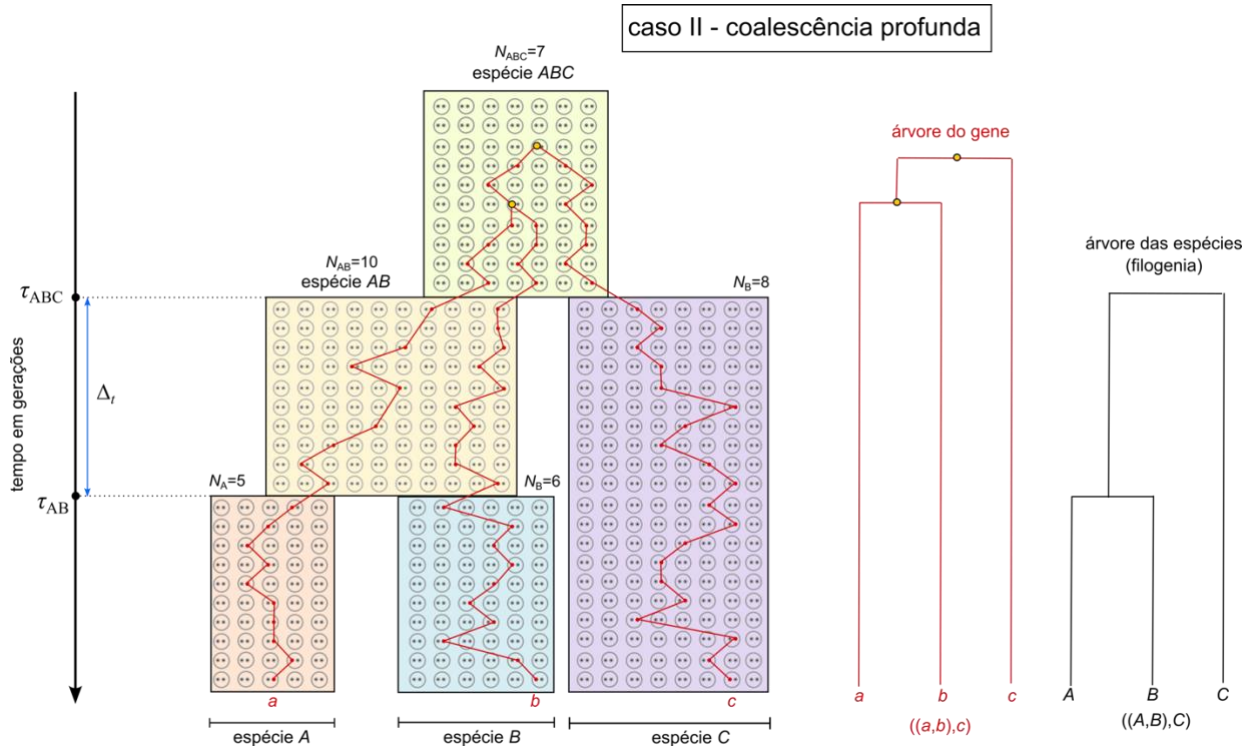 caso II - coalescência profunda
N_ABC=7
espécie ABC
árvore do gene
N_AB=10
espécie AB
árvore das espécies
(filogenia)
τ_ABC
N_B=8
tempo em gerações
Δ_t
N_A=5
N_B=6
τ_AB
a
b
c
a
b
c
A
B
C
((a,b),c)
((A,B),C)
espécie A
espécie B
espécie C